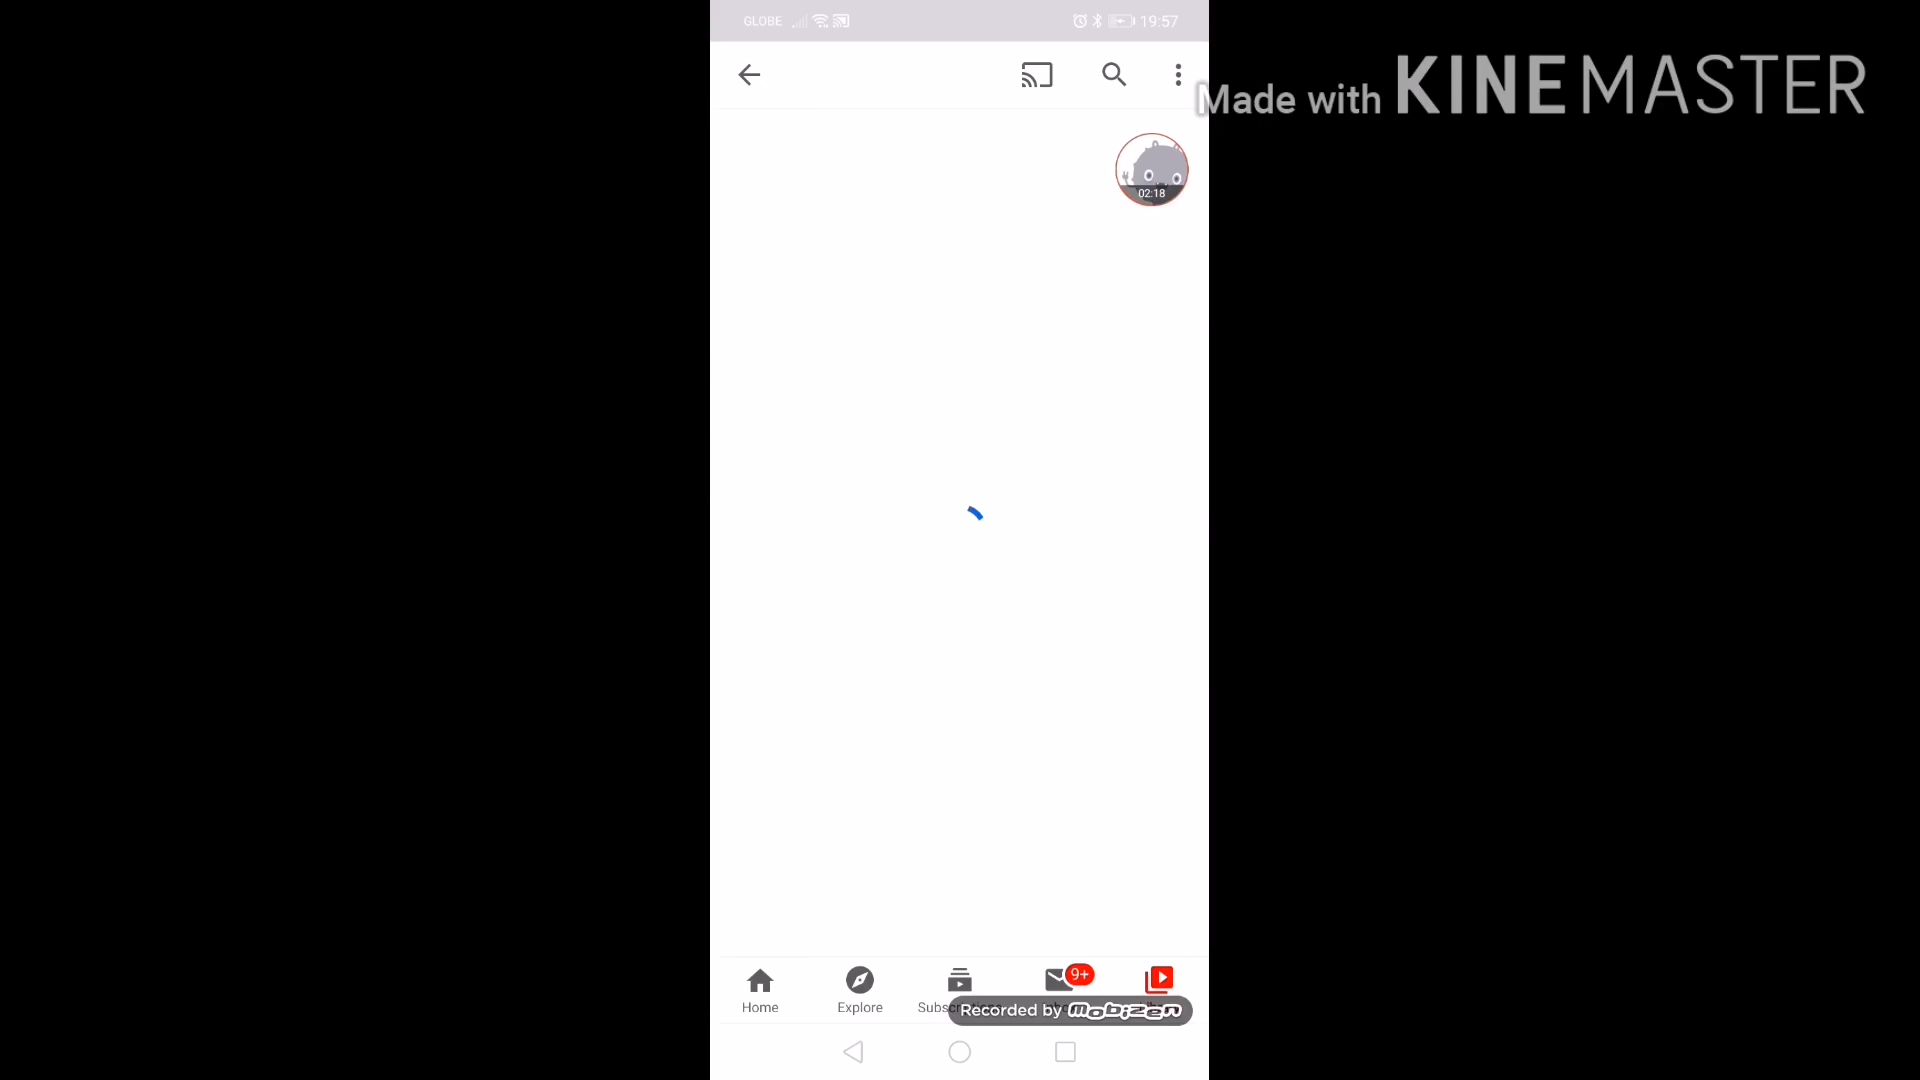 GLOBE 19:57
Made with KINEMASTER
02:18
9+
Home Explore
Recorded by mobizen